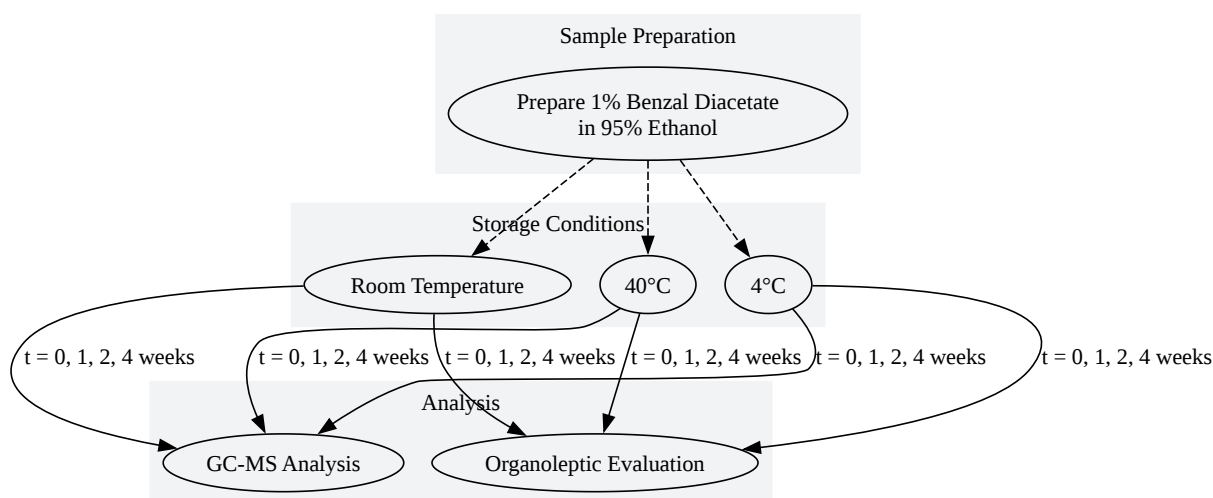 Sample Preparation
Prepare 1% Benzal Diacetate
in 95% Ethanol
Storage Conditions
Room Temperature
40°C
4°C
t = 0, 1, 2, 4 weeks
t = 0, 1, 2, 4 weeks
t = 0, 1, 2, 4 weeks
t = 0, 1, 2, 4 weeks
t = 0, 1, 2, 4 weeks
t = 0, 1, 2, 4 weeks
Analysis
GC-MS Analysis
Organoleptic Evaluation